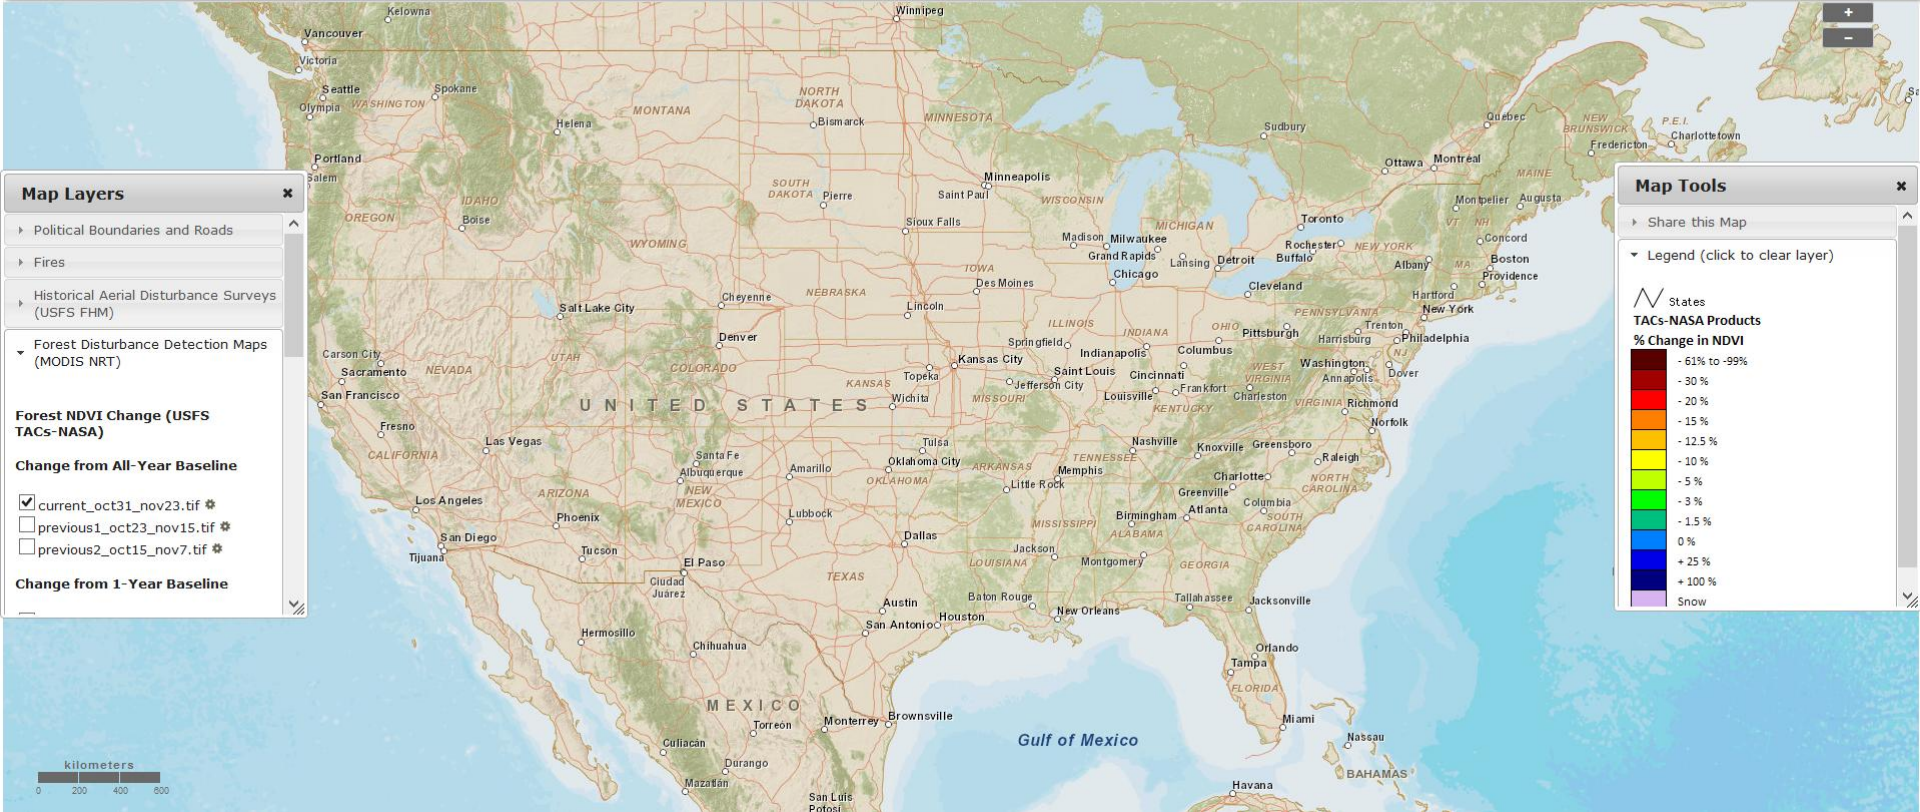 Map Layers
Political Boundaries and Roads
Fires
Historical Aerial Disturbance Surveys
(USFS FHM)
Forest Disturbance Detection Maps
(MODIS NRT)
Forest NDVI Change (USFS
TACs-NASA)
Change from All-Year Baseline
current_oct31_nov23.tif
previous1_oct23_nov15.tif
previous2_oct15_nov7.tif
Change from 1-Year Baseline
kilometers
0 200 400 600
Kelowna
Vancouver
Victoria
Seattle
Olympia
WASHINGTON
Spokane
Portland
Salem
OREGON
IDAHO
Boise
Helena
MONTANA
WYOMING
Winnipeg
NORTH
DAKOTA
Bismarck
SOUTH
DAKOTA
Pierre
MINNESOTA
Minneapolis
Saint Paul
Sioux Falls
WISCONSIN
Madison
Milwaukee
MICHIGAN
Grand Rapids
Lansing
Detroit
Chicago
IOWA
Des Moines
NEBRASKA
Lincoln
Cheyenne
Salt Lake City
Denver
UTAH
COLORADO
Carson City
Sacramento
NEVADA
San Francisco
Fresno
CALIFORNIA
Las Vegas
Los Angeles
San Diego
Tijuana
ARIZONA
Phoenix
Tucson
Santa Fe
Albuquerque
NEW
MEXICO
El Paso
Ciudad
Juárez
UNITED STATES
KANSAS
Topeka
Kansas City
Wichita
MISSOURI
Jefferson City
Saint Louis
ILLINOIS
Springfield
INDIANA
Indianapolis
OHIO
Columbus
Cincinnati
Louisville
Frankfort
KENTUCKY
Cleveland
Pittsburgh
PENNSYLVANIA
Harrisburg
Trenton
Philadelphia
NJ
Dover
Washington
Annapolis
WEST
VIRGINIA
Charleston
VIRGINIA
Richmond
Norfolk
Sudbury
Ottawa
Montréal
Quebec
NEW
BRUNSWICK
Fredericton
P.E.I.
Charlottetown
MAINE
Montpelier
Augusta
VT
NH
Concord
Toronto
Rochester
Buffalo
NEW YORK
Albany
MA
Boston
Providence
Hartford
New York
Amarillo
Lubbock
Oklahoma City
OKLAHOMA
Tulsa
ARKANSAS
Little Rock
Memphis
TENNESSEE
Nashville
Knoxville
Greensboro
Raleigh
NORTH
CAROLINA
Charlotte
Greenville
Columbia
SOUTH
CAROLINA
Atlanta
Birmingham
ALABAMA
Montgomery
GEORGIA
MISSISSIPPI
Jackson
LOUISIANA
Baton Rouge
New Orleans
Dallas
TEXAS
Austin
San Antonio
Houston
Tallahassee
Jacksonville
Orlando
Tampa
FLORIDA
Miami
Nassau
BAHAMAS
Havana
Gulf of Mexico
Hermosillo
Chihuahua
MEXICO
Torreón
Monterrey
Brownsville
Culiacán
Durango
Mazatlán
San Luis
Potosí
Map Tools
Share this Map
Legend (click to clear layer)
States
TACs-NASA Products
% Change in NDVI
- 61% to -99%
- 30 %
- 20 %
- 15 %
- 12.5 %
- 10 %
- 5 %
- 3 %
- 1.5 %
0 %
+ 25 %
+ 100 %
Snow